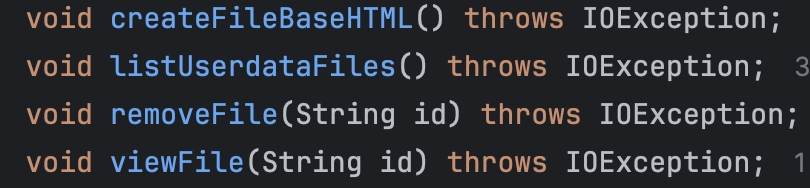 void createFileBaseHTML() throws IOException;
void listUserdataFiles() throws IOException; 3
void removeFile(String id) throws IOException;
void viewFile(String id) throws IOException; 1